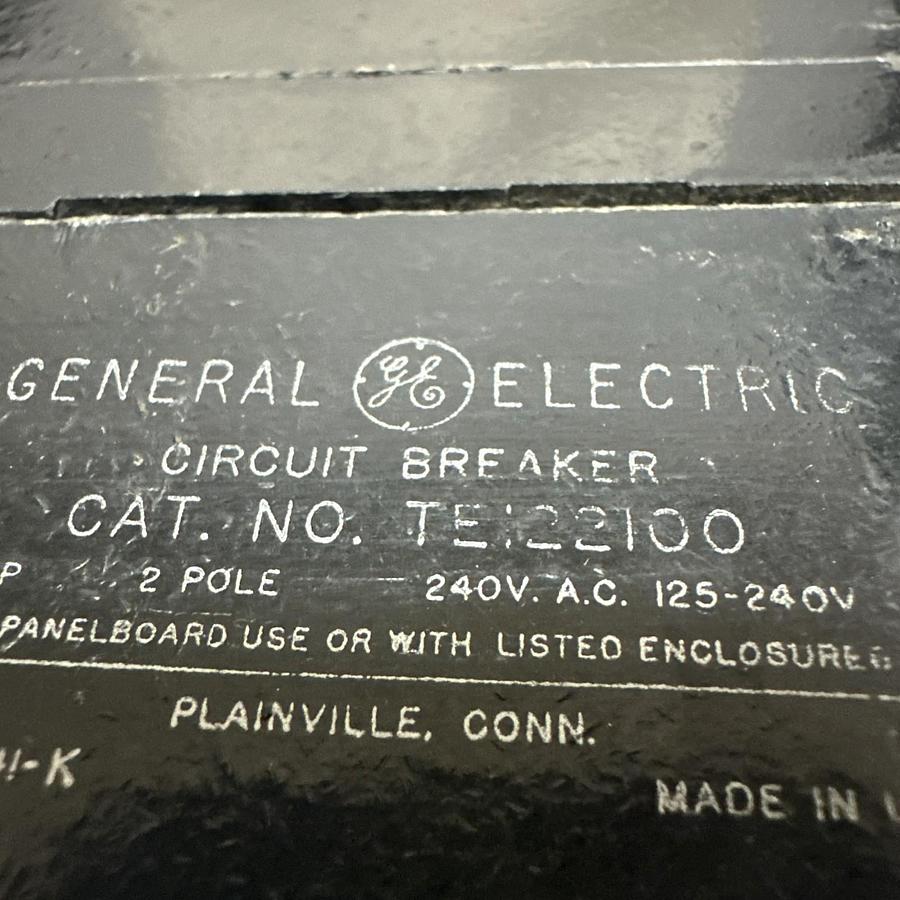 GENERAL GE ELECTRIC
CIRCUIT BREAKER
CAT. NO. TE122100
P 2 POLE 240V. A.C. 125-240V
PANELBOARD USE OR WITH LISTED ENCLOSURES
PLAINVILLE, CONN.
-K
MADE IN